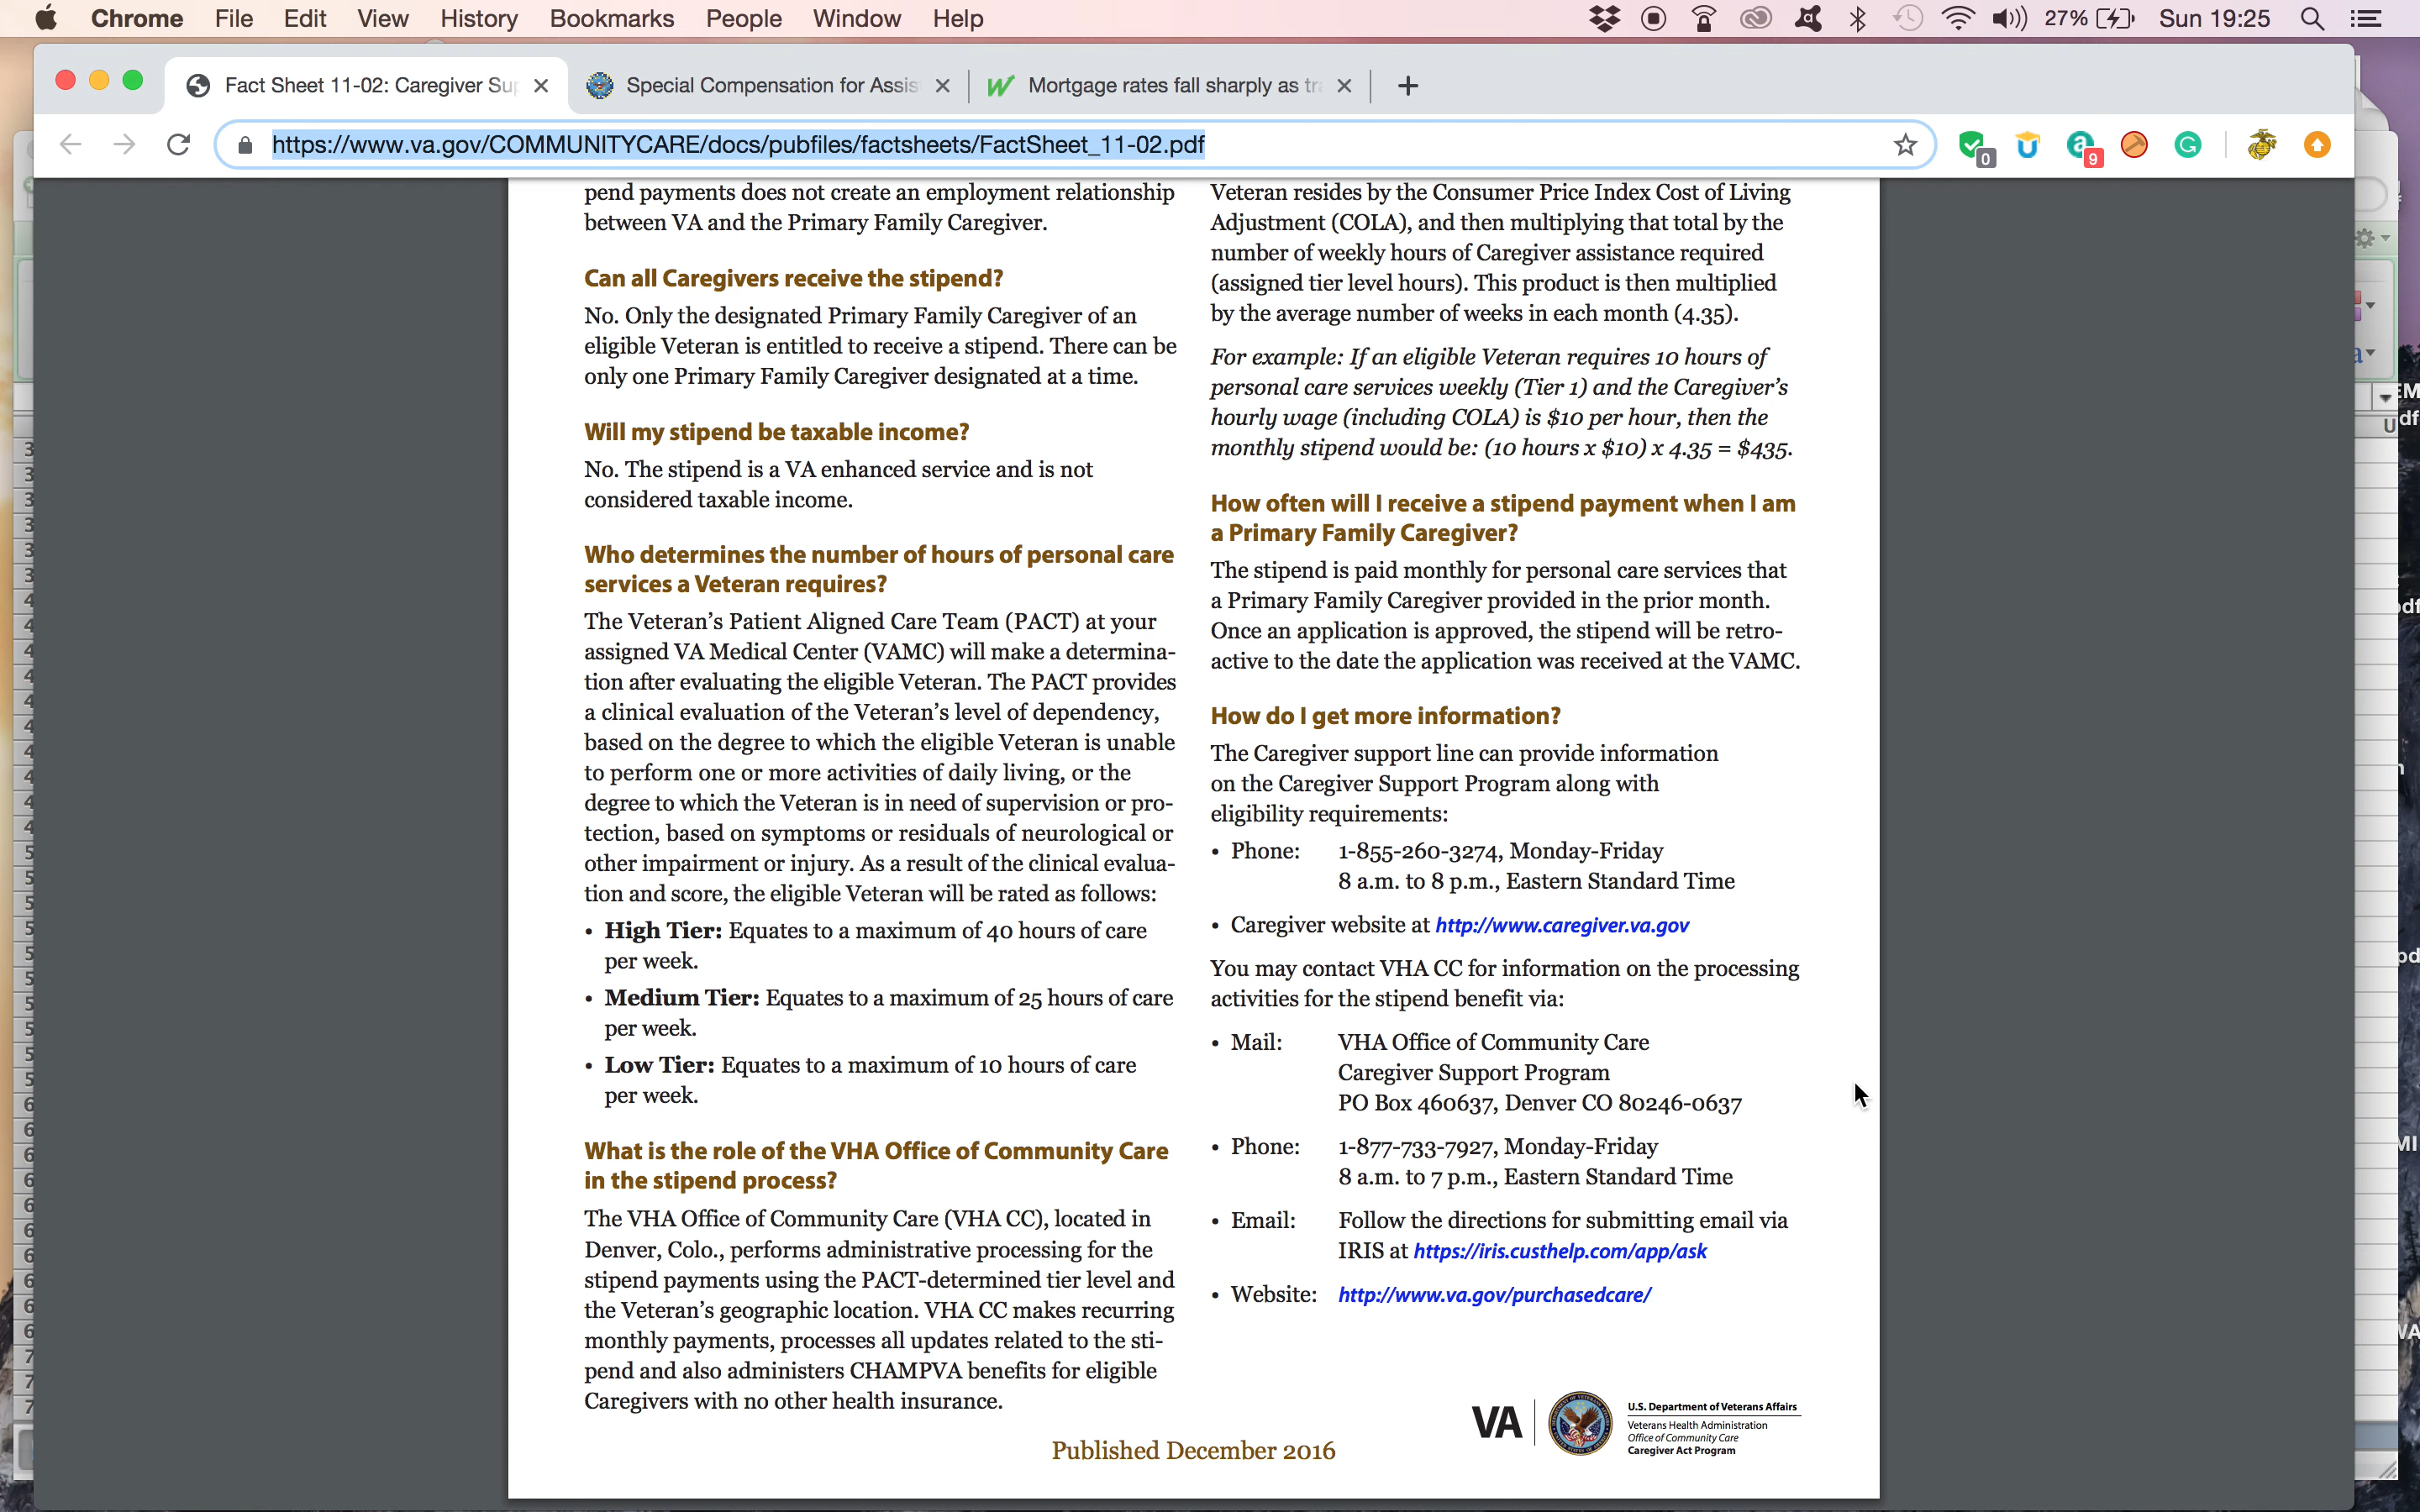 Chrome File Edit View History Bookmarks People Window Help 27% Sun 19:25
Fact Sheet 11-02: Caregiver Sup Special Compensation for Assis Mortgage rates fall sharply as tr
https://www.va.gov/COMMUNITYCARE/docs/pubfiles/factsheets/FactSheet_11-02.pdf
0 9
pend payments does not create an employment relationship
between VA and the Primary Family Caregiver.
Can all Caregivers receive the stipend?
No. Only the designated Primary Family Caregiver of an
eligible Veteran is entitled to receive a stipend. There can be
only one Primary Family Caregiver designated at a time.
Will my stipend be taxable income?
No. The stipend is a VA enhanced service and is not
considered taxable income.
Who determines the number of hours of personal care
services a Veteran requires?
The Veteran's Patient Aligned Care Team (PACT) at your
assigned VA Medical Center (VAMC) will make a determina-
tion after evaluating the eligible Veteran. The PACT provides
a clinical evaluation of the Veteran's level of dependency,
based on the degree to which the eligible Veteran is unable
to perform one or more activities of daily living, or the
degree to which the Veteran is in need of supervision or pro-
tection, based on symptoms or residuals of neurological or
other impairment or injury. As a result of the clinical evalua-
tion and score, the eligible Veteran will be rated as follows:
• High Tier: Equates to a maximum of 40 hours of care
per week.
• Medium Tier: Equates to a maximum of 25 hours of care
per week.
• Low Tier: Equates to a maximum of 10 hours of care
per week.
What is the role of the VHA Office of Community Care
in the stipend process?
The VHA Office of Community Care (VHA CC), located in
Denver, Colo., performs administrative processing for the
stipend payments using the PACT-determined tier level and
the Veteran's geographic location. VHA CC makes recurring
monthly payments, processes all updates related to the sti-
pend and also administers CHAMPVA benefits for eligible
Caregivers with no other health insurance.
Veteran resides by the Consumer Price Index Cost of Living
Adjustment (COLA), and then multiplying that total by the
number of weekly hours of Caregiver assistance required
(assigned tier level hours). This product is then multiplied
by the average number of weeks in each month (4.35).
For example: If an eligible Veteran requires 10 hours of
personal care services weekly (Tier 1) and the Caregiver's
hourly wage (including COLA) is $10 per hour, then the
monthly stipend would be: (10 hours x $10) x 4.35 = $435.
How often will I receive a stipend payment when I am
a Primary Family Caregiver?
The stipend is paid monthly for personal care services that
a Primary Family Caregiver provided in the prior month.
Once an application is approved, the stipend will be retro-
active to the date the application was received at the VAMC.
How do I get more information?
The Caregiver support line can provide information
on the Caregiver Support Program along with
eligibility requirements:
• Phone: 1-855-260-3274, Monday-Friday
8 a.m. to 8 p.m., Eastern Standard Time
• Caregiver website at http://www.caregiver.va.gov
You may contact VHA CC for information on the processing
activities for the stipend benefit via:
• Mail: VHA Office of Community Care
Caregiver Support Program
PO Box 460637, Denver CO 80246-0637
• Phone: 1-877-733-7927, Monday-Friday
8 a.m. to 7 p.m., Eastern Standard Time
• Email: Follow the directions for submitting email via
IRIS at https://iris.custhelp.com/app/ask
• Website: http://www.va.gov/purchasedcare/
Published December 2016
VA
U.S. Department of Veterans Affairs
Veterans Health Administration
Office of Community Care
Caregiver Act Program